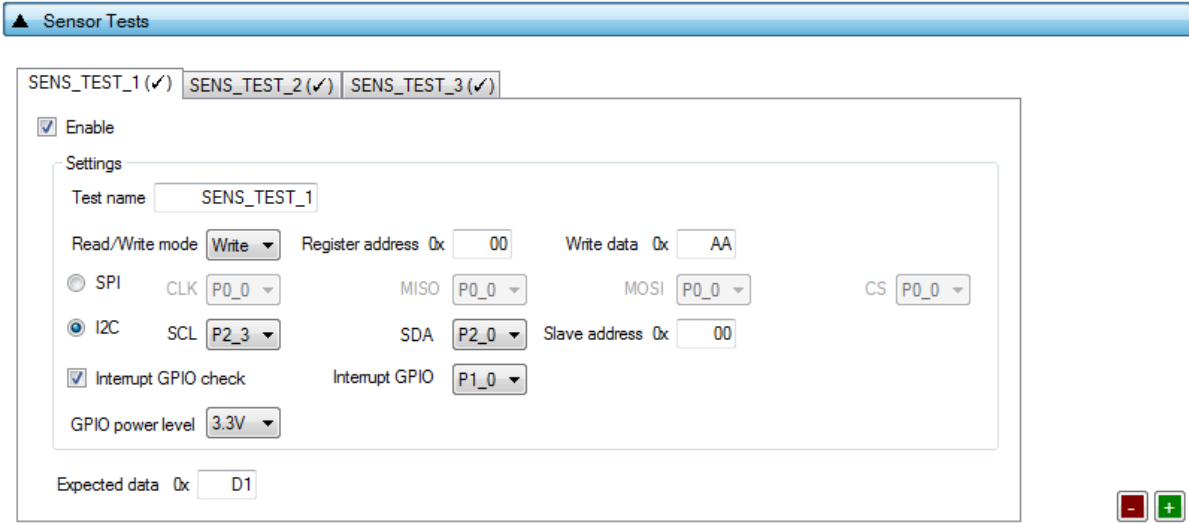 ▲ Sensor Tests
SENS_TEST_1 (✓) SENS_TEST_2 (✓) SENS_TEST_3 (✓)
Enable
Settings
Test name SENS_TEST_1
Read/Write mode Write Register address 0x 00 Write data 0x AA
SPI CLK P0_0 MISO P0_0 MOSI P0_0 CS P0_0
I2C SCL P2_3 SDA P2_0 Slave address 0x 00
Interrupt GPIO check Interrupt GPIO P1_0
GPIO power level 3.3V
Expected data 0x D1
- +